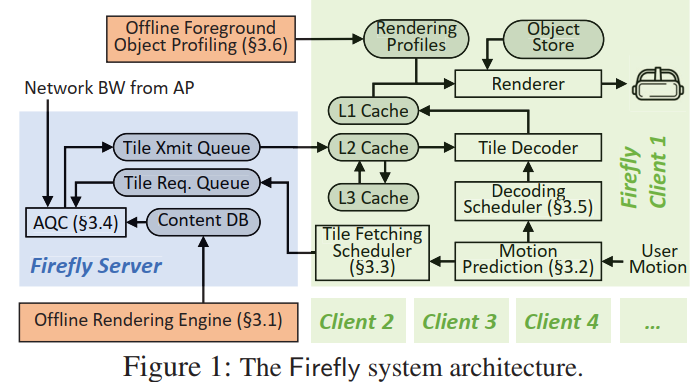 Offline Foreground
Object Profiling (§3.6)
Rendering
Profiles
Object
Store
Network BW from AP
Renderer
L1 Cache
Tile Xmit Queue
L2 Cache
Tile Decoder
Tile Req. Queue
L3 Cache
Decoding
Scheduler (§3.5)
Firefly
Client 1
AQC (§3.4)
Content DB
Tile Fetching
Scheduler
(§3.3)
Motion
Prediction (§3.2)
User
Motion
Firefly Server
Offline Rendering Engine (§3.1)
Client 2
Client 3
Client 4
...
Figure 1: The Firefly system architecture.